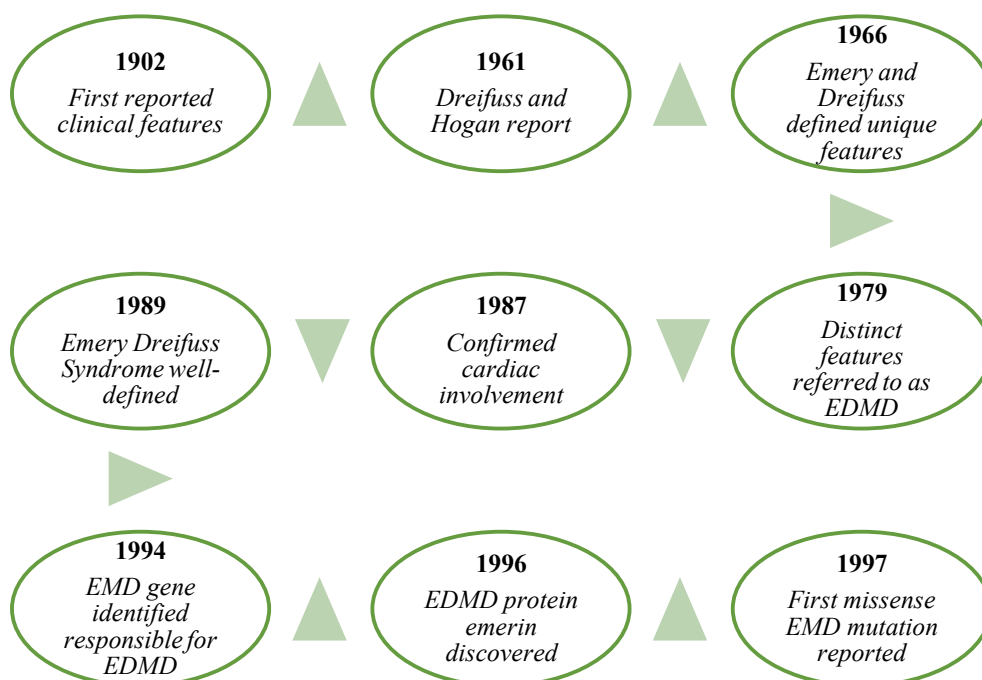 1902
First reported
clinical features
1961
Dreifuss and
Hogan report
1966
Emery and
Dreifuss
defined unique
features
1989
Emery Dreifuss
Syndrome well-
defined
1987
Confirmed
cardiac
involvement
1979
Distinct
features
referred to as
EDMD
1994
EMD gene
identified
responsible for
EDMD
1996
EDMD protein
emerin
discovered
1997
First missense
EMD mutation
reported